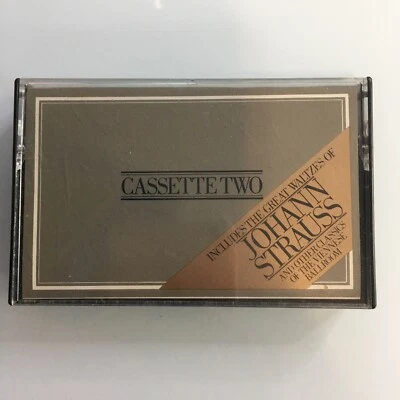 CASSETTE TWO
INCLUDES THE GREAT WALTZES OF
JOHANN
STRAUSS
AND OTHER CLASSICS
OF THE VIENNESE
BALLROOM